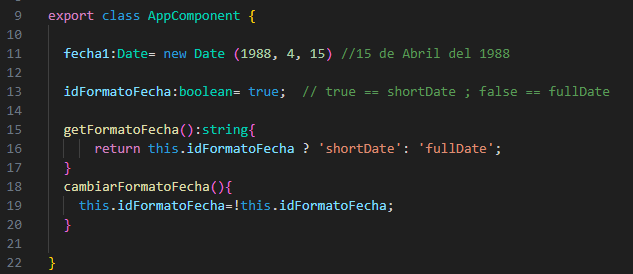 9 export class AppComponent {
10
11 fecha1:Date= new Date (1988, 4, 15) //15 de Abril del 1988
12
13 idFormatoFecha:boolean= true;  // true == shortDate ; false == fullDate
14
15 getFormatoFecha():string{
16 return this.idFormatoFecha ? 'shortDate': 'fullDate';
17 }
18 cambiarFormatoFecha(){
19 this.idFormatoFecha=!this.idFormatoFecha;
20 }
21
22 }